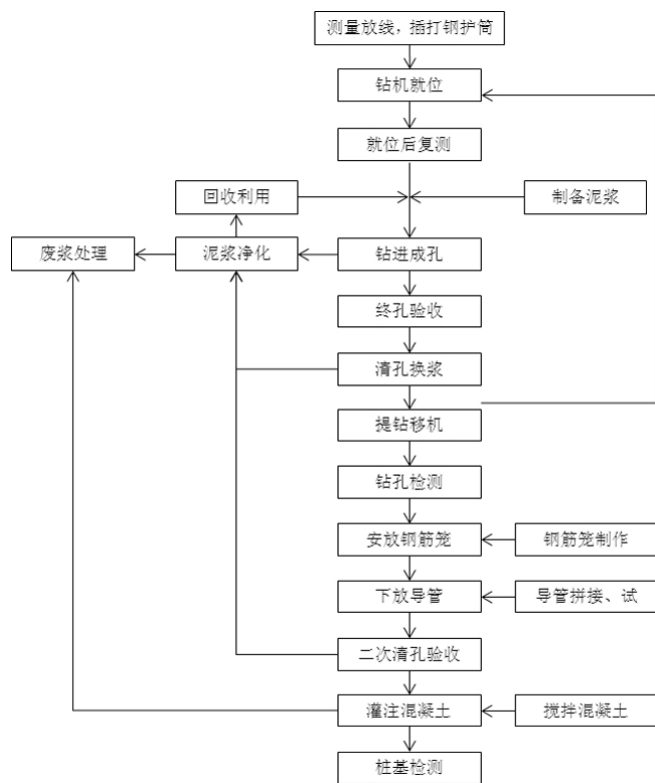 测量放线，插打钢护筒
钻机就位
就位后复测
回收利用
制备泥浆
废浆处理
泥浆净化
钻进成孔
终孔验收
清孔换浆
提钻移机
钻孔检测
安放钢筋笼
钢筋笼制作
下放导管
导管拼接、试
二次清孔验收
灌注混凝土
搅拌混凝土
桩基检测